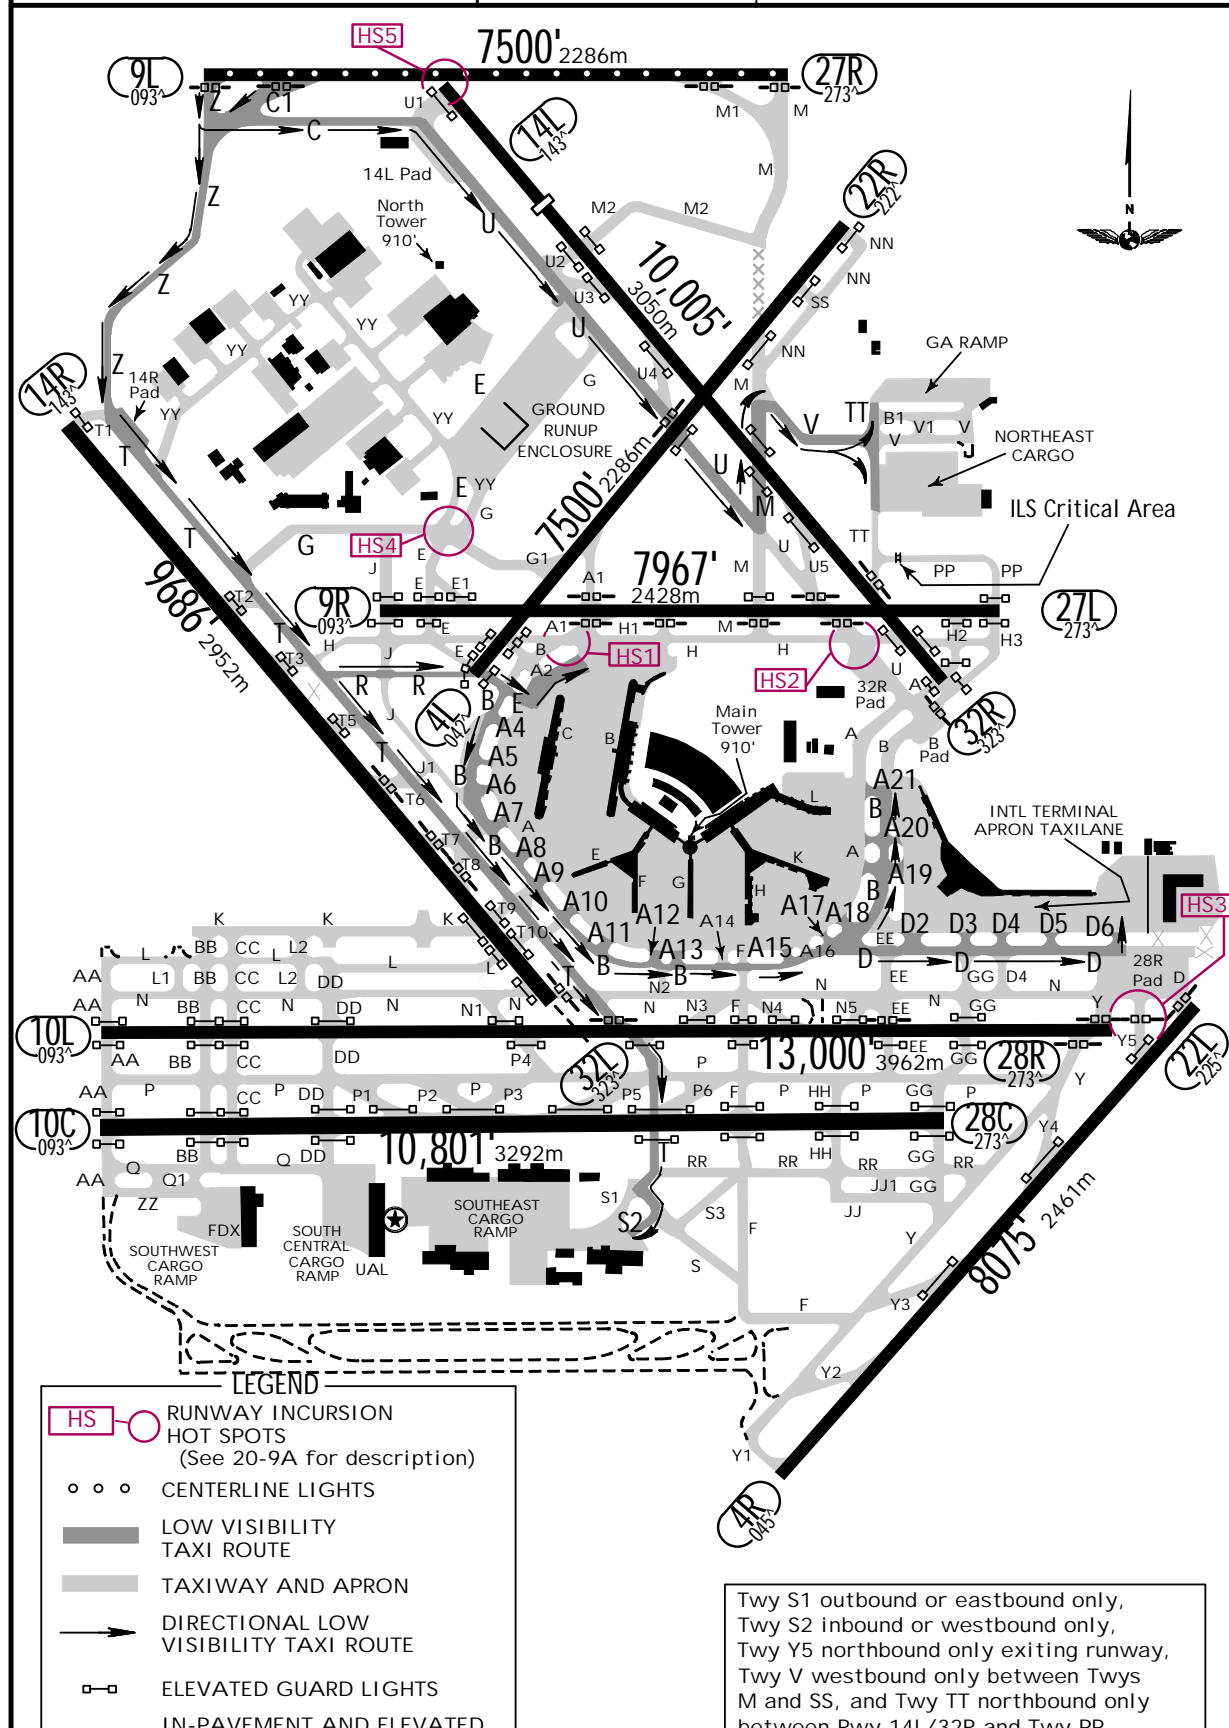 HS5
7500' 2286m
9L
093^
27R
273^
Z
C1
U1
M1
M
C
14L
143^
14L Pad
North
Tower
910'
22R
222^
N
M
Z
M2
M2
NN
U
U2
U3
10,005'
3050m
SS
Z
YY
YY
U
NN
GA RAMP
YY
Z
14R
143^
14R
Pad
YY
E
G
U4
M
T1
T
YY
GROUND
RUNUP
ENCLOSURE
V
TT
B1
V1
V
V
NORTHEAST
CARGO
7500' 2286m
U
E
YY
G
M
ILS Critical Area
T
G
HS4
E
G1
U
TT
9686' 2952m
J
E
E1
A1
7967'
2428m
M
U5
PP
PP
T2
9R
093^
27L
273^
E
A1
H1
M
H2
H3
T
H
J
E
B
A2
HS1
H
H
HS2
U
T3
R
R
4L
042^
B
E
32R
Pad
A
32R
323^
T5
J
A4
C
B
Main
Tower
910'
A
B
B
Pad
T
A5
J1
B
A6
A21
T6
A7
A
L
B
A20
INTL TERMINAL
APRON TAXILANE
T7
B
A8
T8
A9
E
F
G
H
K
A
A19
B
HS3
T9
A10
A12
A14
A17
A18
D2
D3
D4
D5
D6
K
K
K
T10
A11
A13
F
A15
A16
EE
BB
CC
L2
L
L
L
T
B
B
D
D
D
28R
Pad
D
AA
L1
BB
CC
L2
DD
N2
N
EE
GG
D4
N
AA
N
N
DD
N
N1
N
N
N3
F
N4
N5
EE
N
GG
Y
10L
093^
AA
BB
CC
DD
P4
32L
323^
P
13,000' 3962m
EE
GG
28R
273^
Y5
22L
225^
AA
P
CC
P
DD
P1
P2
P
P3
P5
P6
F
P
HH
P
GG
P
Y
10C
093^
28C
273^
BB
Q
Q
DD
10,801' 3292m
T
RR
RR
HH
RR
GG
RR
Y4
AA
Q1
ZZ
JJ1
GG
FDX
SOUTHWEST
CARGO
RAMP
SOUTH
CENTRAL
CARGO
RAMP
UAL
SOUTHEAST
CARGO
RAMP
S1
S2
S3
S
F
JJ
Y
8075' 2461m
F
Y3
Y2
Y1
4R
045^
LEGEND
HS
RUNWAY INCURSION
HOT SPOTS
(See 20-9A for description)
CENTERLINE LIGHTS
LOW VISIBILITY
TAXI ROUTE
TAXIWAY AND APRON
DIRECTIONAL LOW
VISIBILITY TAXI ROUTE
ELEVATED GUARD LIGHTS
IN-PAVEMENT AND ELEVATED
Twy S1 outbound or eastbound only,
Twy S2 inbound or westbound only,
Twy Y5 northbound only exiting runway,
Twy V westbound only between Twys
M and SS, and Twy TT northbound only
between Rwy 14L/32R and Twy PP